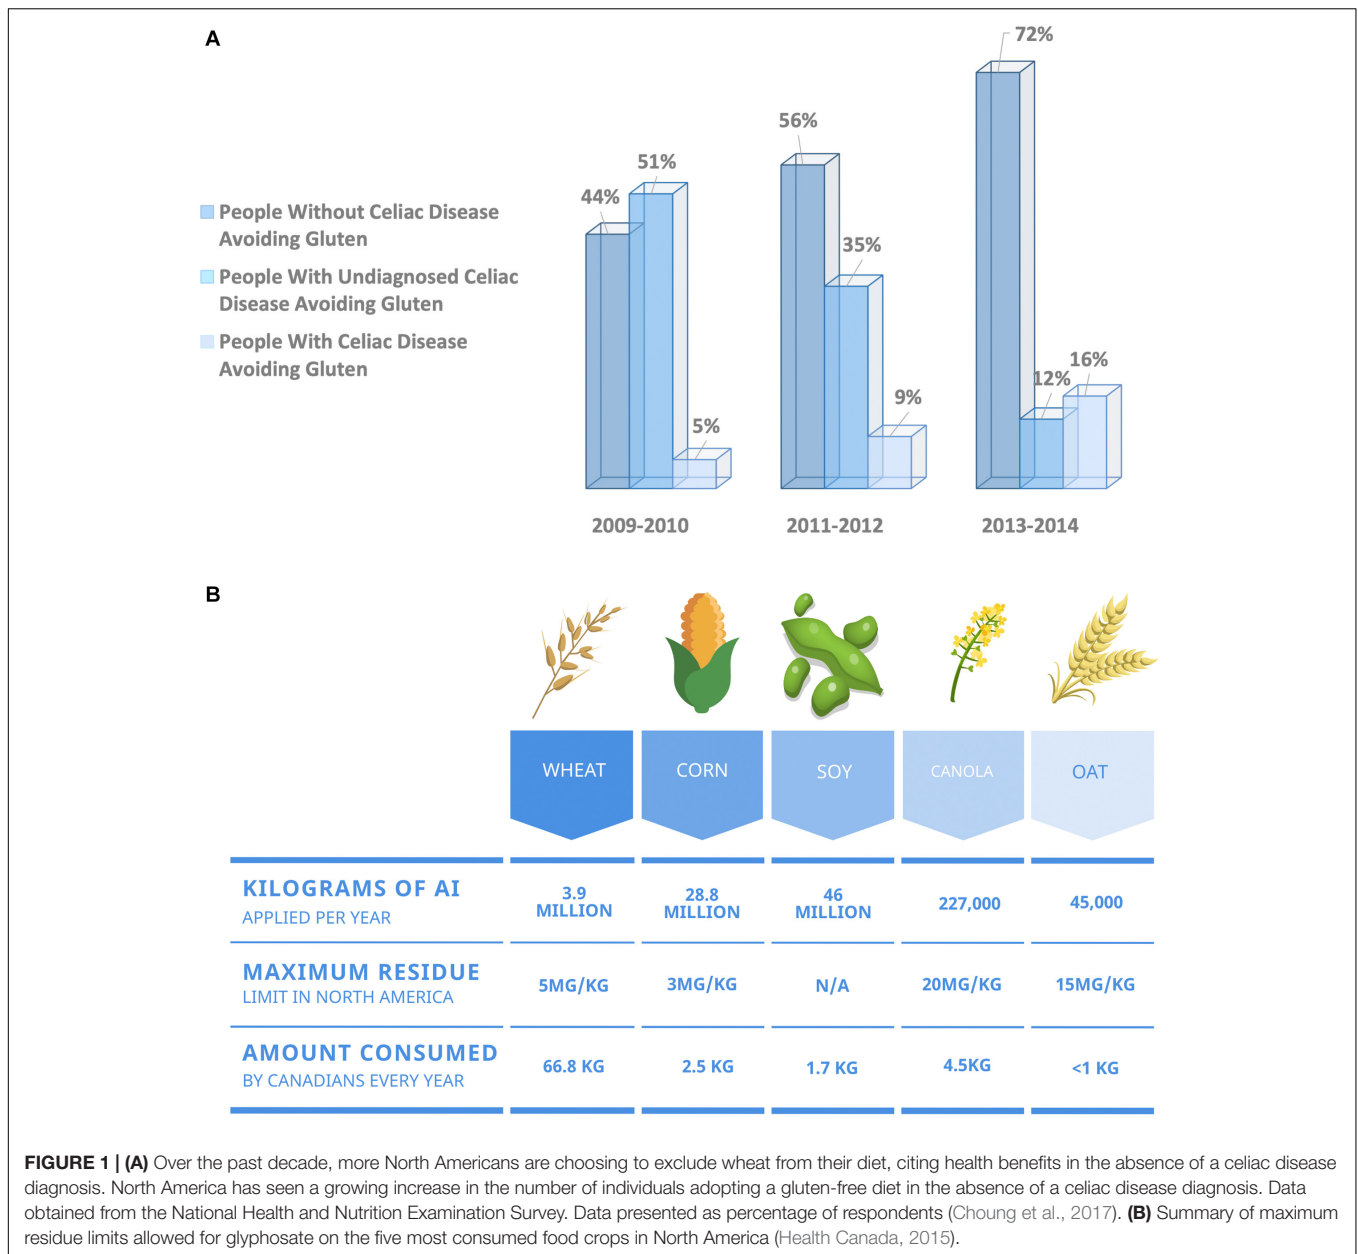 A
72%
56%
51%
44%
35%
16%
12%
9%
5%
People Without Celiac Disease
Avoiding Gluten
People With Undiagnosed Celiac
Disease Avoiding Gluten
People With Celiac Disease
Avoiding Gluten
2009-2010
2011-2012
2013-2014
B
WHEAT
CORN
SOY
CANOLA
OAT
KILOGRAMS OF AI
APPLIED PER YEAR
3.9
MILLION
28.8
MILLION
46
MILLION
227,000
45,000
MAXIMUM RESIDUE
LIMIT IN NORTH AMERICA
5MG/KG
3MG/KG
N/A
20MG/KG
15MG/KG
AMOUNT CONSUMED
BY CANADIANS EVERY YEAR
66.8 KG
2.5 KG
1.7 KG
4.5KG
<1 KG
FIGURE 1 | (A) Over the past decade, more North Americans are choosing to exclude wheat from their diet, citing health benefits in the absence of a celiac disease
diagnosis. North America has seen a growing increase in the number of individuals adopting a gluten-free diet in the absence of a celiac disease diagnosis. Data
obtained from the National Health and Nutrition Examination Survey. Data presented as percentage of respondents (Choung et al., 2017). (B) Summary of maximum
residue limits allowed for glyphosate on the five most consumed food crops in North America (Health Canada, 2015).